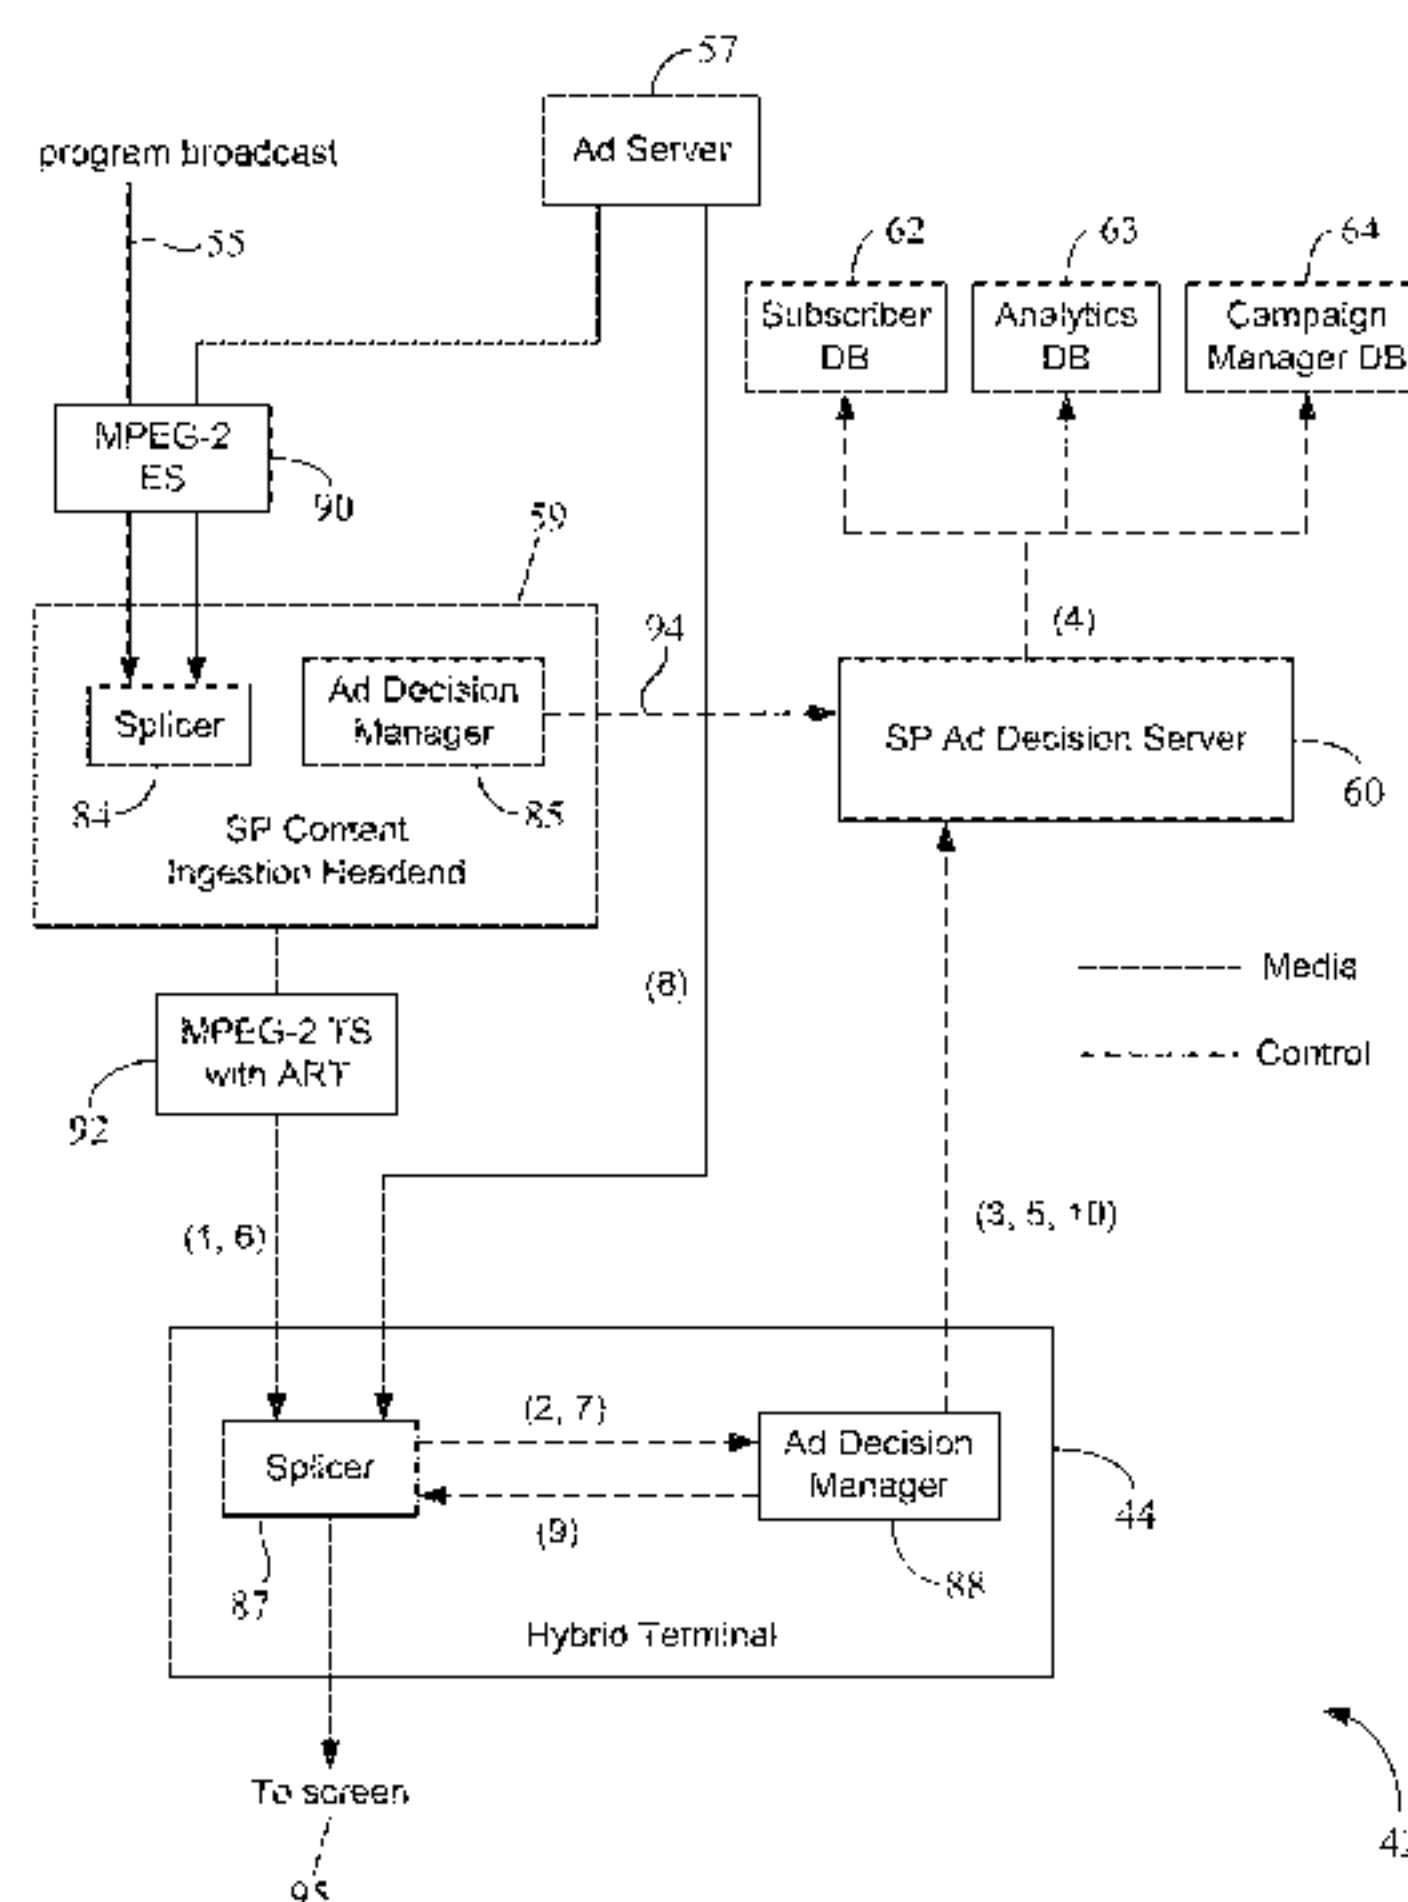 57
Ad Server
program broadcast
55
62
63
64
Subscriber
DB
Analytics
DB
Campaign
Manager DB
MPEG-2
ES
90
59
94
(4)
Ad Decision
Manager
Splicer
SP Ad Decision Server
84
85
60
SP Content
Ingestion Headend
Media
(8)
MPEG-2 TS
with ART
Control
92
(1, 6)
(3, 5, 10)
(2, 7)
Splicer
Ad Decision
Manager
44
(9)
87
88
Hybrid Terminal
To screen
95